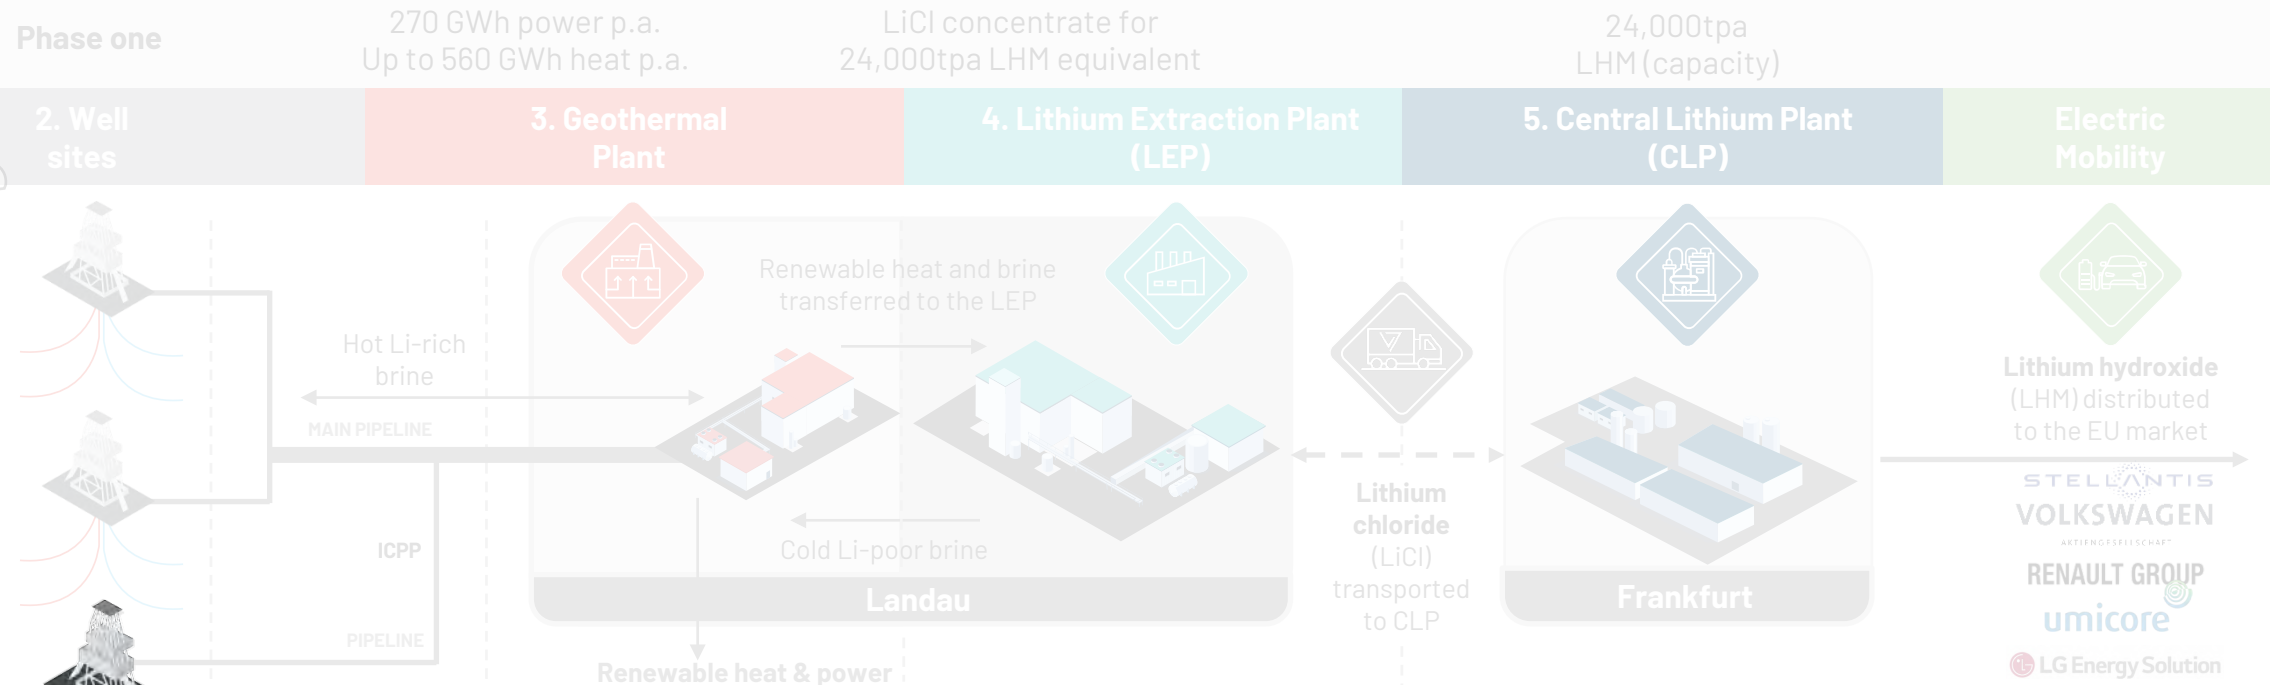 Phase one
270 GWh power p.a.
Up to 560 GWh heat p.a.
LiCl concentrate for
24,000tpa LHM equivalent
24,000tpa
LHM (capacity)
2. Well
sites
3. Geothermal
Plant
4. Lithium Extraction Plant
(LEP)
5. Central Lithium Plant
(CLP)
Electric
Mobility
Renewable heat and brine
transferred to the LEP
Hot Li-rich
brine
MAIN PIPELINE
ICPP
PIPELINE
Cold Li-poor brine
Landau
Renewable heat & power
Lithium
chloride
(LiCl)
transported
to CLP
Frankfurt
Lithium hydroxide
(LHM) distributed
to the EU market
STELLANTIS
VOLKSWAGEN
AKTIENGESELLSCHAFT
RENAULT GROUP
umicore
LG Energy Solution